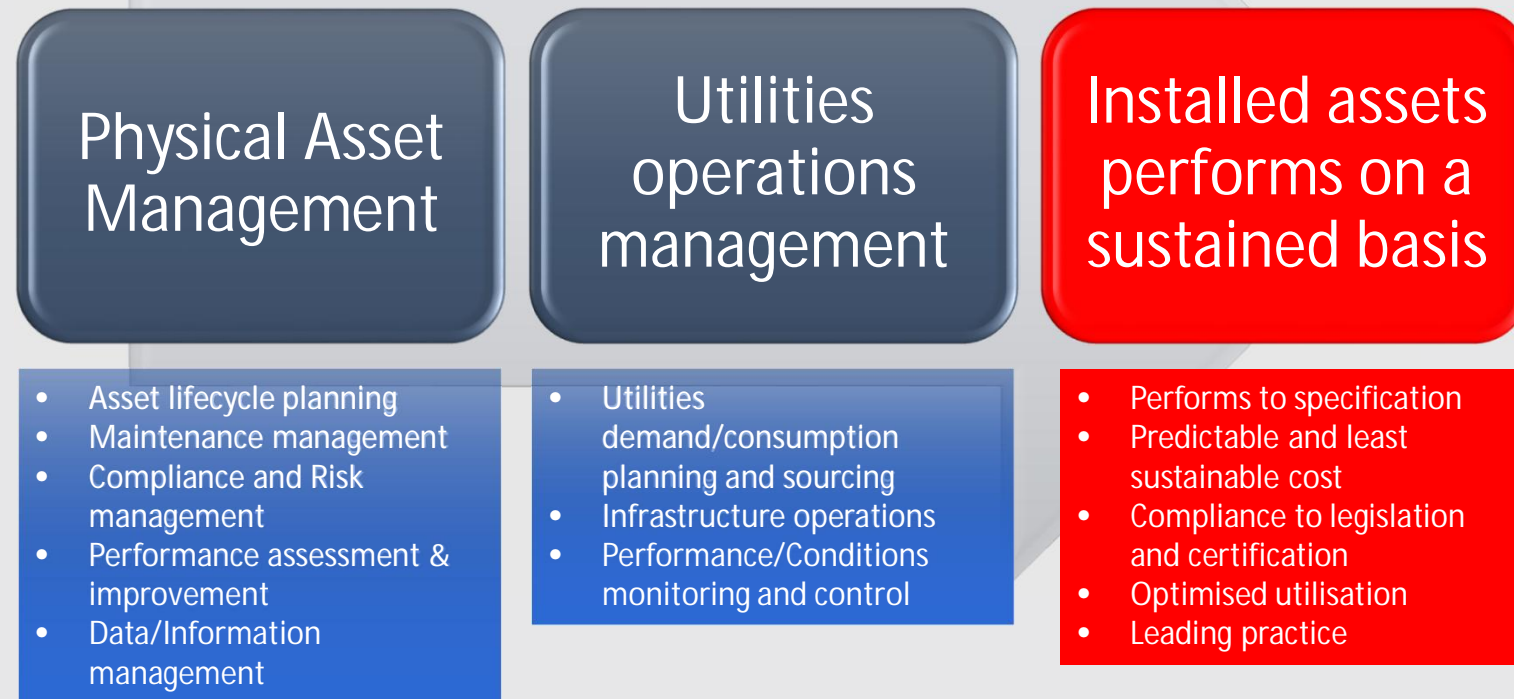 Physical Asset
Management
Utilities
operations
management
Installed assets
performs on a
sustained basis
• Asset lifecycle planning
• Maintenance management
• Compliance and Risk
management
• Performance assessment &
improvement
• Data/Information
management
• Utilities
demand/consumption
planning and sourcing
• Infrastructure operations
• Performance/Conditions
monitoring and control
• Performs to specification
• Predictable and least
sustainable cost
• Compliance to legislation
and certification
• Optimised utilisation
• Leading practice